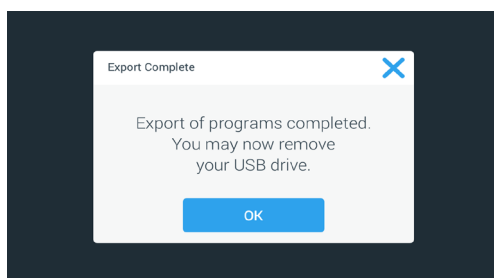 Export Complete
Export of programs completed.
You may now remove
your USB drive.
OK